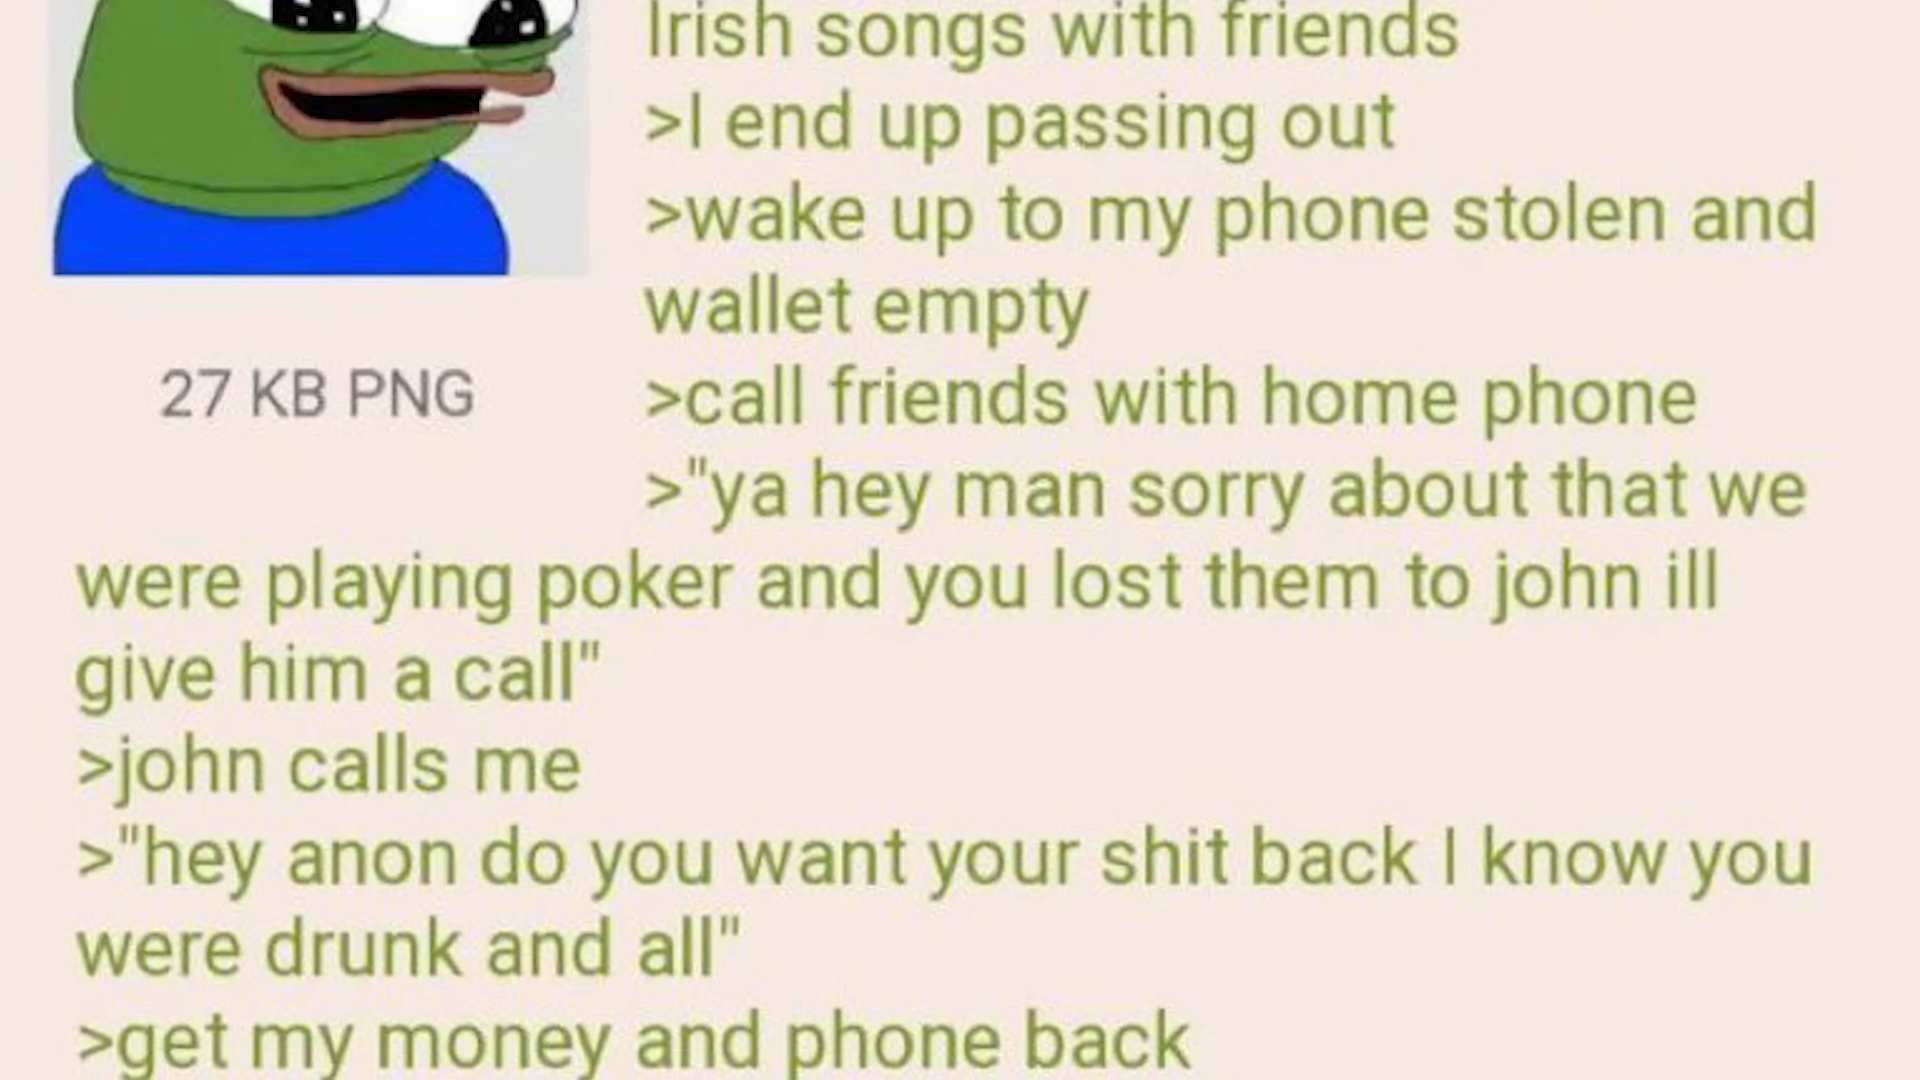 Irish songs with friends
>I end up passing out
>wake up to my phone stolen and
wallet empty
27 KB PNG
>call friends with home phone
>"ya hey man sorry about that we
were playing poker and you lost them to john ill
give him a call"
>john calls me
>"hey anon do you want your shit back I know you
were drunk and all"
>get my money and phone back